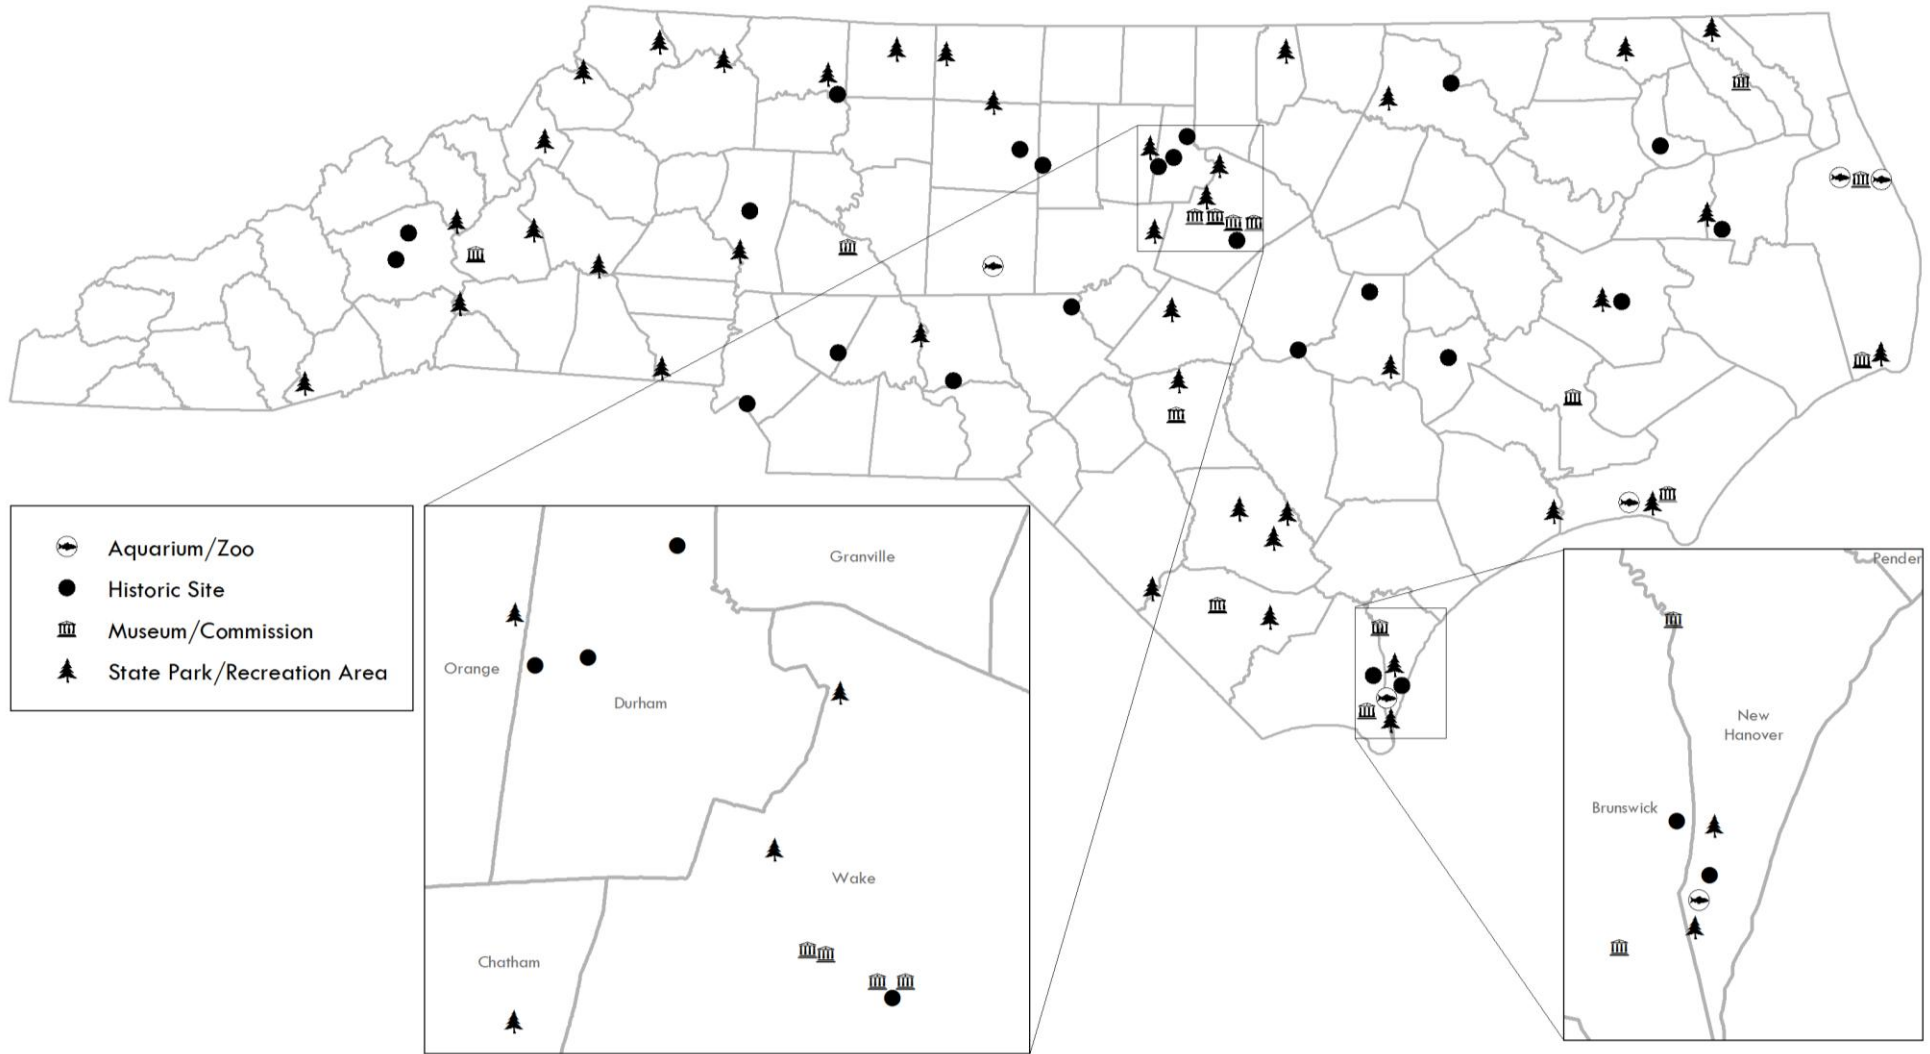 Aquarium/Zoo
Historic Site
Museum/Commission
State Park/Recreation Area
Granville
Orange
Durham
Wake
Chatham
Pender
New
Hanover
Brunswick